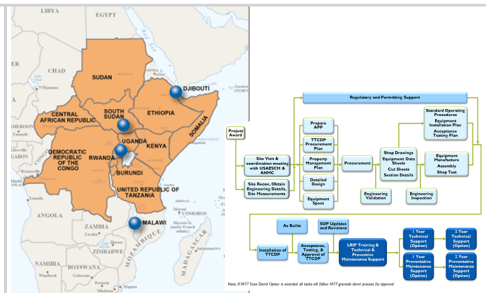 LIBYA
EGYPT
CHAD
SUDAN
DJIBOUTI
CENTRAL
AFRICAN REPUBLIC
SOUTH
SUDAN
ETHIOPIA
SOMALIA
CAMEROON
UGANDA
KENYA
DEMOCRATIC
REPUBLIC
OF THE
CONGO
RWANDA
BURUNDI
UNITED REPUBLIC OF
TANZANIA
COMOROS
ANGOLA
MALAWI
ZAMBIA
MOZAMBIQUE
MADAGASCAR
ZIMBABWE
NAMIBIA
BOTSWANA
Regulatory and Permitting Support
Project
Award
Site Visit &
coordination meeting
with USAESCH &
Site Recon, Obtain
Engineering Details,
Site Measurements
Prepare
APP
TTCOP
Procurement
Plan
Property
Management
Plan
Detailed
Design
Equipment
Specs
Procurement
Shop Drawings
Equipment Data
Sheets
Cut Sheets
Section Details
Engineering
Validation
Engineering
Inspection
Standard Operating
Procedures
Equipment
Installation Plan
Acceptance
Testing Plan
Equipment
Manufacture
Assembly
Shop Test
As Builts
SOP Updates
and Revisions
Installation of
TTCOP
Acceptance,
Testing, &
Approval of
TTCOP
Training &
Technical &
Preventative
Maintenance Support
1 Year
Technical
Support
(Option)
2 Year
Technical
Support
(Option)
1 Year
Preventative
Maintenance
Support
(Option)
2 Year
Preventative
Maintenance
Support
(Option)